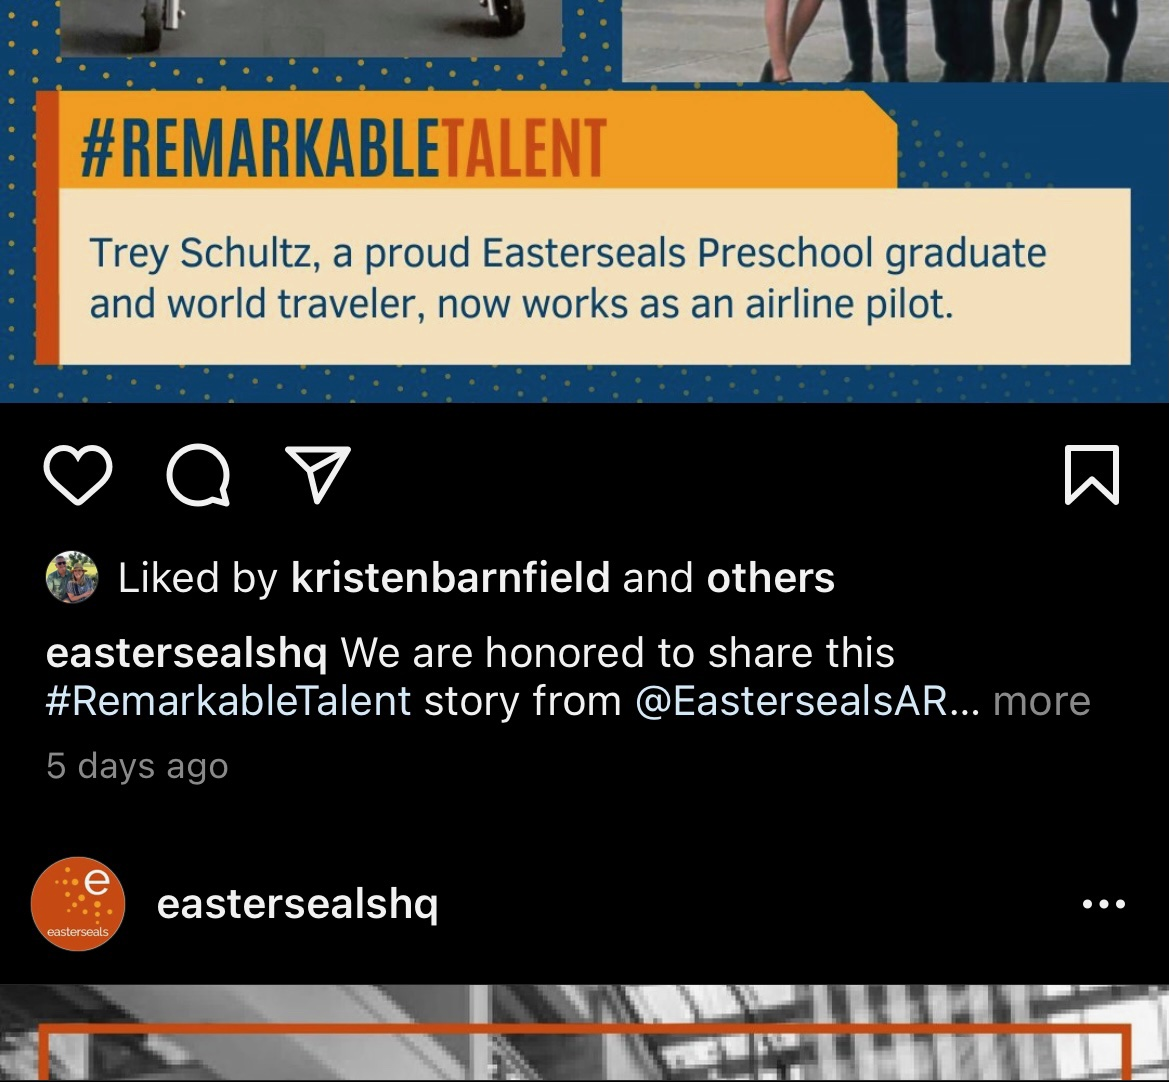 #REMARKABLETALENT
Trey Schultz, a proud Easterseals Preschool graduate
and world traveler, now works as an airline pilot.
Liked by kristenbarnfield and others
eastersealshq We are honored to share this
#RemarkableTalent story from @EastersealsAR... more
5 days ago
e
easterseals
eastersealshq